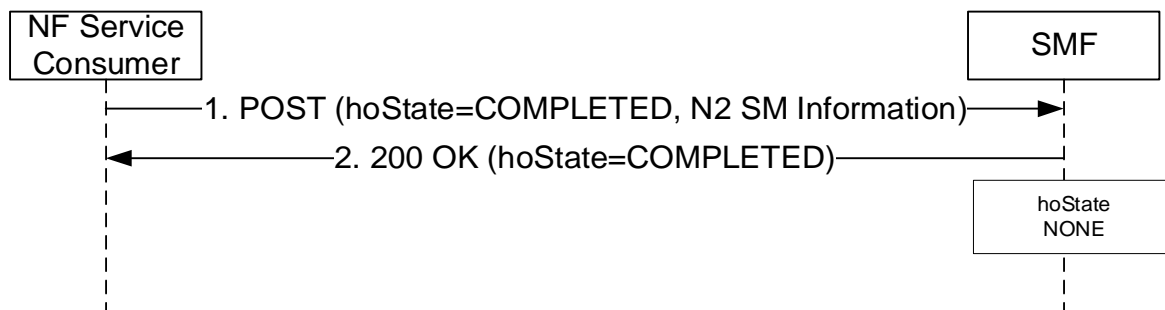 NF Service
Consumer
SMF
1. POST (hoState=COMPLETED, N2 SM Information)
2. 200 OK (hoState=COMPLETED)
hoState
NONE